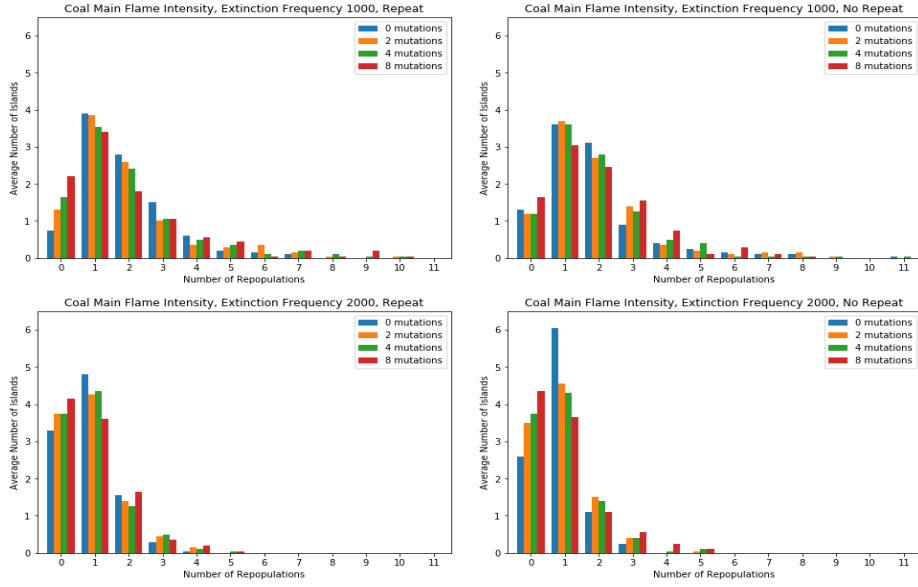 Coal Main Flame Intensity, Extinction Frequency 1000, Repeat
6
5
4
3
2
1
0
Average Number of Islands
0 mutations
2 mutations
4 mutations
8 mutations
0 1 2 3 4 5 6 7 8 9 10 11
Number of Repopulations
Coal Main Flame Intensity, Extinction Frequency 1000, No Repeat
6
5
4
3
2
1
0
Average Number of Islands
0 mutations
2 mutations
4 mutations
8 mutations
0 1 2 3 4 5 6 7 8 9 10 11
Number of Repopulations
Coal Main Flame Intensity, Extinction Frequency 2000, Repeat
6
5
4
3
2
1
0
Average Number of Islands
0 mutations
2 mutations
4 mutations
8 mutations
0 1 2 3 4 5 6 7 8 9 10 11
Number of Repopulations
Coal Main Flame Intensity, Extinction Frequency 2000, No Repeat
6
5
4
3
2
1
0
Average Number of Islands
0 mutations
2 mutations
4 mutations
8 mutations
0 1 2 3 4 5 6 7 8 9 10 11
Number of Repopulations